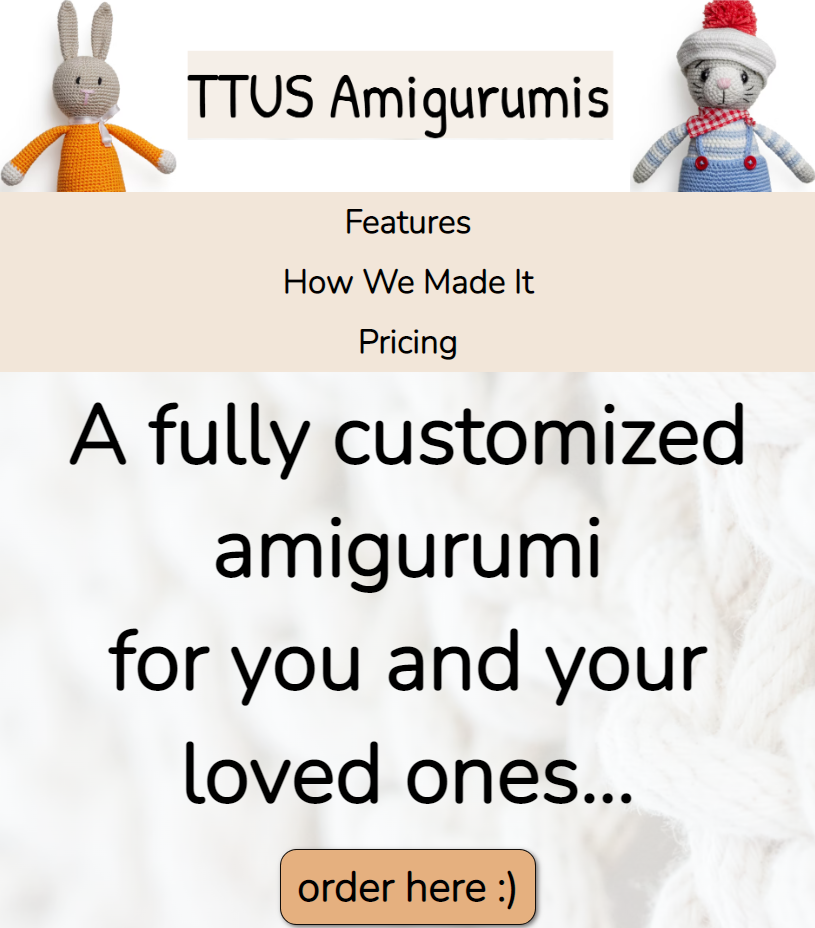 TTUS Amigurumis
Features
How We Made It
Pricing
A fully customized
amigurumi
for you and your
loved ones...
order here :)